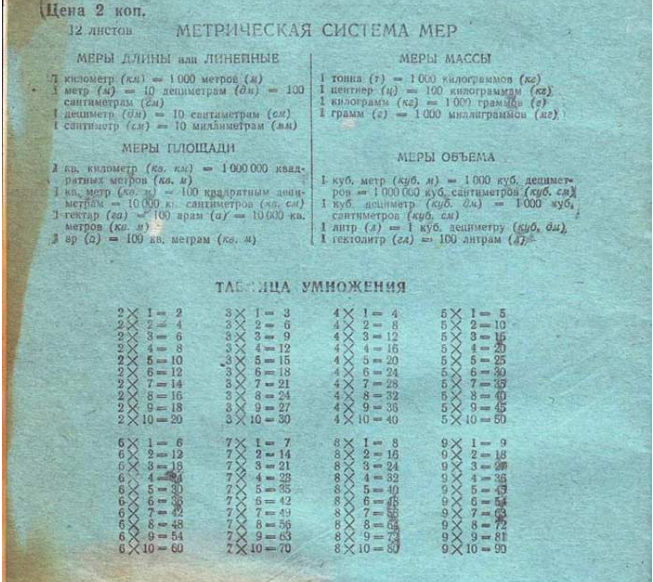 Цена 2 коп.
12 листов
МЕТРИЧЕСКАЯ СИСТЕМА МЕР
МЕРЫ ДЛИНЫ или ЛИНЕЙНЫЕ
1 километр (км) = 1 000 метров (м)
1 метр (м) = 10 дециметрам (дм) = 100
сантиметрам (см)
1 дециметр (дм) = 10 сантиметрам (см)
1 сантиметр (см) = 10 миллиметрам (мм)
МЕРЫ ПЛОЩАДИ
1 кв. километр (кв. км) = 1 000 000 квад-
ратных метров (кв. м)
1 кв. метр (кв. м) = 100 квадратным деци-
метрам = 10 000 кв. сантиметров (кв. см)
1 гектар (га) = 100 арам (а) = 10 000 кв.
метров (кв. м)
1 ар (а) = 100 кв. метрам (кв. м)
МЕРЫ МАССЫ
1 тонна (т) = 1 000 килограммов (кг)
1 центнер (ц) = 100 килограммам (кг)
1 килограмм (кг) = 1 000 граммов (г)
1 грамм (г) = 1 000 миллиграммов (мг)
МЕРЫ ОБЪЕМА
1 куб. метр (куб. м) = 1 000 куб. децимет-
ров = 1 000 000 куб. сантиметров (куб. см)
1 куб. дециметр (куб. дм) = 1 000 куб.
сантиметров (куб. см)
1 литр (л) = 1 куб. дециметру (куб. дм)
1 гектолитр (гл) = 100 литрам (л)
ТАБЛИЦА УМНОЖЕНИЯ
2 × 1 = 2 3 × 1 = 3 4 × 1 = 4 5 × 1 = 5
2 × 2 = 4 3 × 2 = 6 4 × 2 = 8 5 × 2 = 10
2 × 3 = 6 3 × 3 = 9 4 × 3 = 12 5 × 3 = 15
2 × 4 = 8 3 × 4 = 12 4 × 4 = 16 5 × 4 = 20
2 × 5 = 10 3 × 5 = 15 4 × 5 = 20 5 × 5 = 25
2 × 6 = 12 3 × 6 = 18 4 × 6 = 24 5 × 6 = 30
2 × 7 = 14 3 × 7 = 21 4 × 7 = 28 5 × 7 = 35
2 × 8 = 16 3 × 8 = 24 4 × 8 = 32 5 × 8 = 40
2 × 9 = 18 3 × 9 = 27 4 × 9 = 36 5 × 9 = 45
2 × 10 = 20 3 × 10 = 30 4 × 10 = 40 5 × 10 = 50
6 × 1 = 6 7 × 1 = 7 8 × 1 = 8 9 × 1 = 9
6 × 2 = 12 7 × 2 = 14 8 × 2 = 16 9 × 2 = 18
6 × 3 = 18 7 × 3 = 21 8 × 3 = 24 9 × 3 = 27
6 × 4 = 24 7 × 4 = 28 8 × 4 = 32 9 × 4 = 36
6 × 5 = 30 7 × 5 = 35 8 × 5 = 40 9 × 5 = 45
6 × 6 = 36 7 × 6 = 42 8 × 6 = 48 9 × 6 = 54
6 × 7 = 42 7 × 7 = 49 8 × 7 = 56 9 × 7 = 63
6 × 8 = 48 7 × 8 = 56 8 × 8 = 64 9 × 8 = 72
6 × 9 = 54 7 × 9 = 63 8 × 9 = 72 9 × 9 = 81
6 × 10 = 60 7 × 10 = 70 8 × 10 = 80 9 × 10 = 90